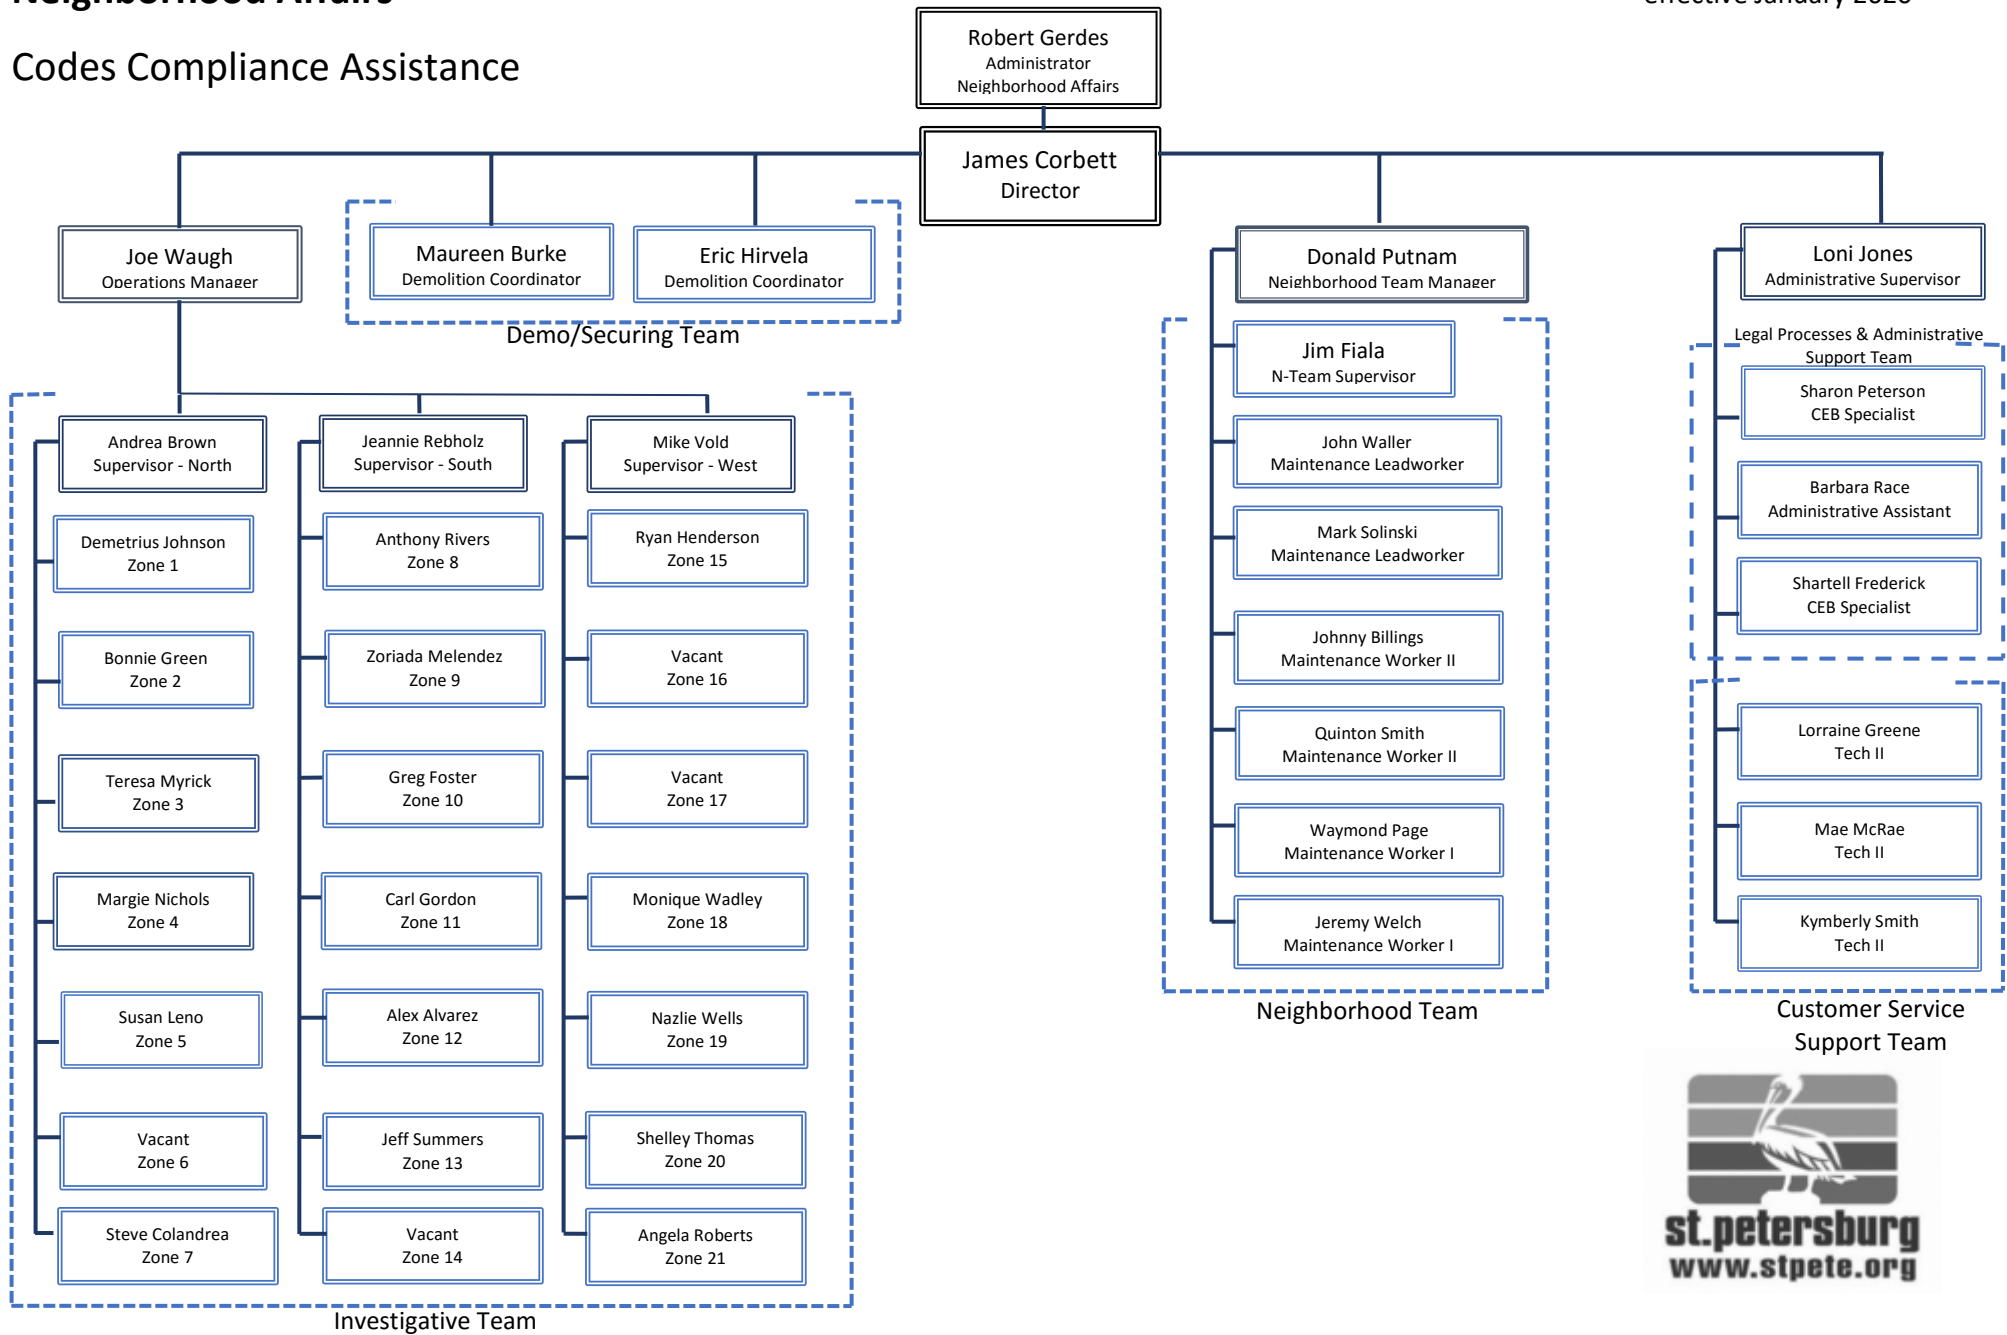 Neighborhood Affairs
effective January 2020
Codes Compliance Assistance
Robert Gerdes
Administrator
Neighborhood Affairs
James Corbett
Director
Joe Waugh
Operations Manager
Maureen Burke
Demolition Coordinator
Eric Hirvela
Demolition Coordinator
Demo/Securing Team
Donald Putnam
Neighborhood Team Manager
Loni Jones
Administrative Supervisor
Andrea Brown
Supervisor - North
Demetrius Johnson
Zone 1
Bonnie Green
Zone 2
Teresa Myrick
Zone 3
Margie Nichols
Zone 4
Susan Leno
Zone 5
Vacant
Zone 6
Steve Colandrea
Zone 7
Jeannie Rebholz
Supervisor - South
Anthony Rivers
Zone 8
Zoriada Melendez
Zone 9
Greg Foster
Zone 10
Carl Gordon
Zone 11
Alex Alvarez
Zone 12
Jeff Summers
Zone 13
Vacant
Zone 14
Mike Vold
Supervisor - West
Ryan Henderson
Zone 15
Vacant
Zone 16
Vacant
Zone 17
Monique Wadley
Zone 18
Nazlie Wells
Zone 19
Shelley Thomas
Zone 20
Angela Roberts
Zone 21
Investigative Team
Jim Fiala
N-Team Supervisor
John Waller
Maintenance Leadworker
Mark Solinski
Maintenance Leadworker
Johnny Billings
Maintenance Worker II
Quinton Smith
Maintenance Worker II
Waymond Page
Maintenance Worker I
Jeremy Welch
Maintenance Worker I
Neighborhood Team
Legal Processes & Administrative
Support Team
Sharon Peterson
CEB Specialist
Barbara Race
Administrative Assistant
Shartell Frederick
CEB Specialist
Lorraine Greene
Tech II
Mae McRae
Tech II
Kymberly Smith
Tech II
Customer Service
Support Team
st.petersburg
www.stpete.org